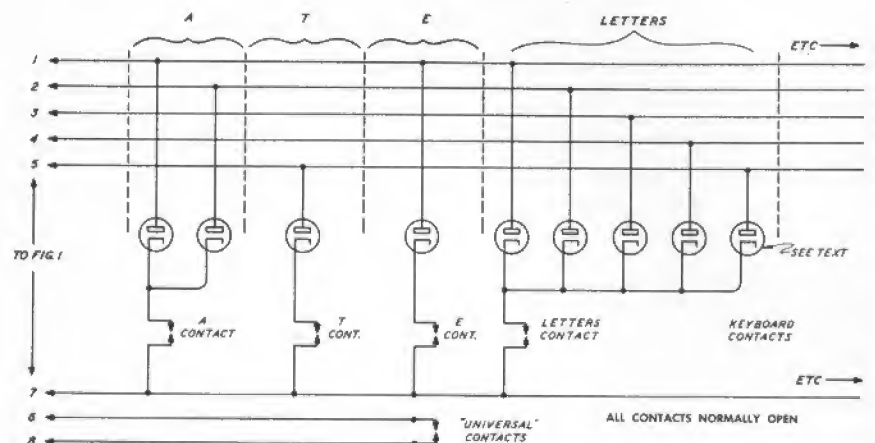 A T E LETTERS
ETC
1
2
3
4
5
TO FIG. 1
SEE TEXT
A CONTACT
T CONT.
E CONT.
LETTERS CONTACT
KEYBOARD CONTACTS
ETC
7
6
8
"UNIVERSAL" CONTACTS
ALL CONTACTS NORMALLY OPEN